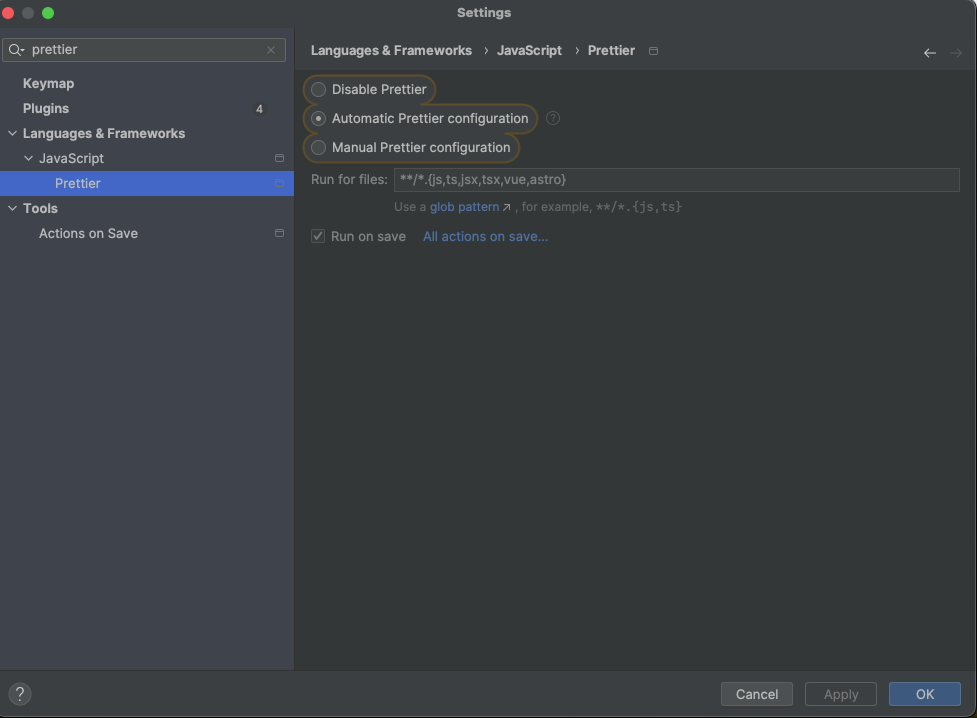 Settings
prettier
Keymap
Plugins 4
Languages & Frameworks
JavaScript
Prettier
Tools
Actions on Save
Languages & Frameworks › JavaScript › Prettier
Disable Prettier
Automatic Prettier configuration ?
Manual Prettier configuration
Run for files: **/*.{js,ts,jsx,tsx,vue,astro}
Use a glob pattern ↗ , for example, **/*.{js,ts}
Run on save All actions on save...
? Cancel Apply OK